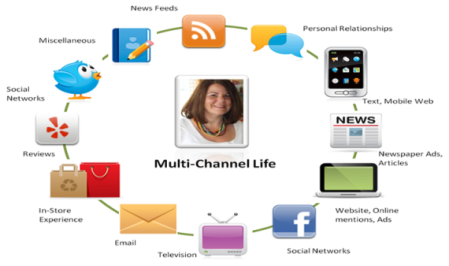 News Feeds
Miscellaneous
Personal Relationships
Social
Networks
Text, Mobile Web
NEWS
Reviews
Newspaper Ads,
Articles
Multi-Channel Life
In-Store
Experience
Website, Online
mentions, Ads
Email
Television
Social Networks
f